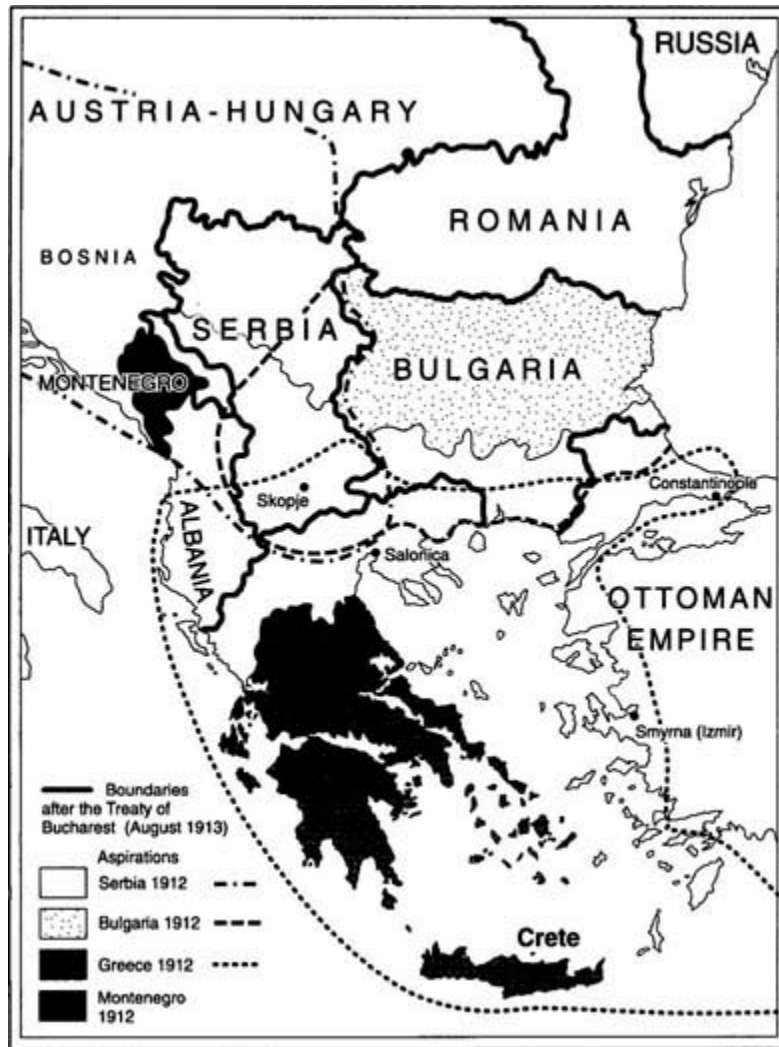 RUSSIA
AUSTRIA-HUNGARY
ROMANIA
BOSNIA
SERBIA
BULGARIA
MONTENEGRO
Skopje
Constantinople
ITALY
ALBANIA
Salonica
OTTOMAN
EMPIRE
Smyrna (Izmir)
Boundaries
after the Treaty of
Bucharest (August 1913)
Aspirations
Serbia 1912
Bulgaria 1912
Greece 1912
Montenegro
1912
Crete